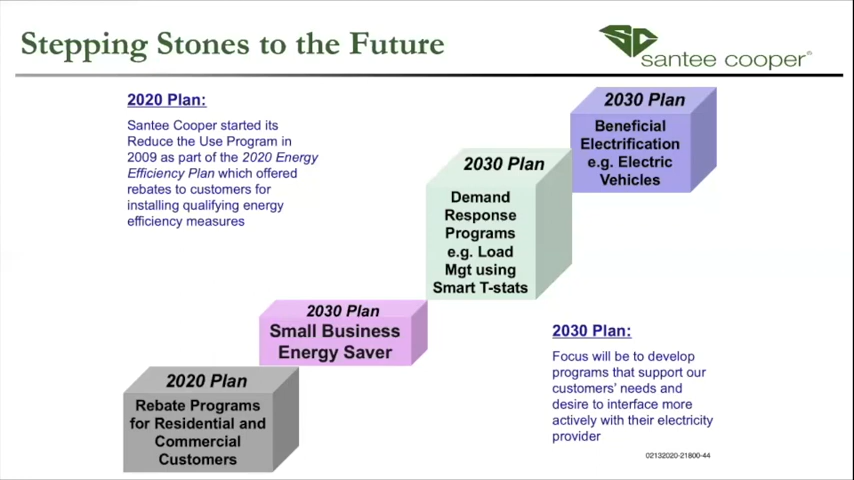 Stepping Stones to the Future
SC
santee cooper®
2020 Plan:
Santee Cooper started its
Reduce the Use Program in
2009 as part of the 2020 Energy
Efficiency Plan which offered
rebates to customers for
installing qualifying energy
efficiency measures
2030 Plan
Beneficial
Electrification
e.g. Electric
Vehicles
2030 Plan
Demand
Response
Programs
e.g. Load
Mgt using
Smart T-stats
2030 Plan
Small Business
Energy Saver
2020 Plan
Rebate Programs
for Residential and
Commercial
Customers
2030 Plan:
Focus will be to develop
programs that support our
customers' needs and
desire to interface more
actively with their electricity
provider
02132020-21800-44